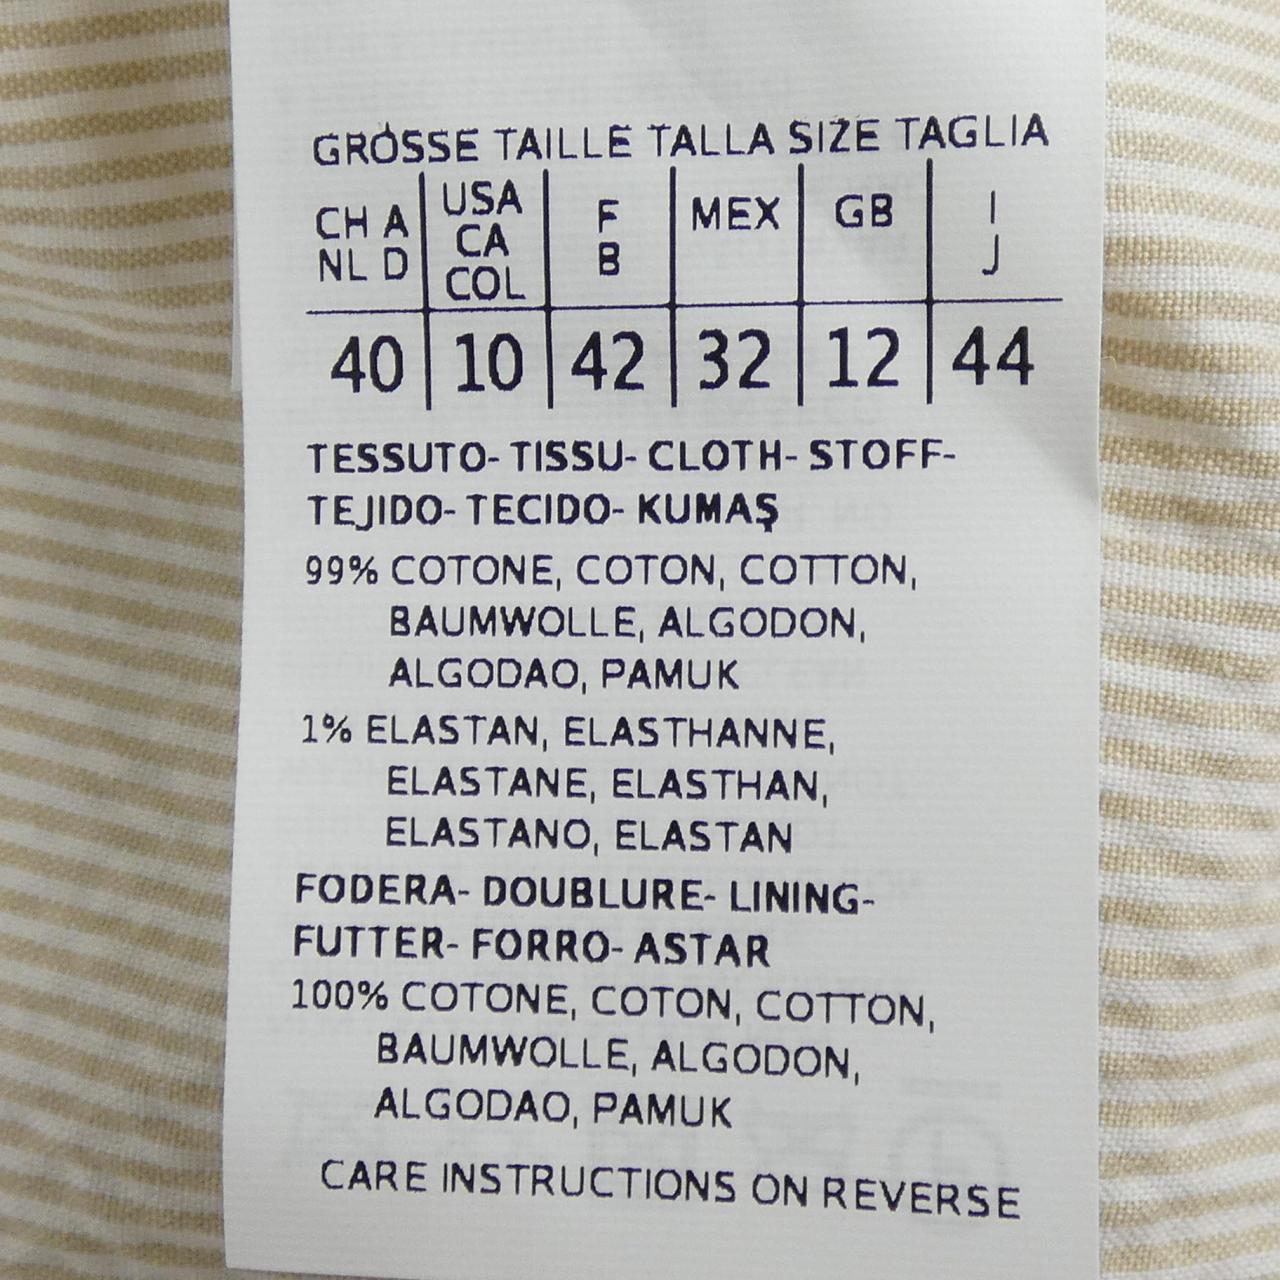 GRÖSSE TAILLE TALLA SIZE TAGLIA
CH A NL D USA CA COL F B MEX GB I J
40 10 42 32 12 44
TESSUTO- TISSU- CLOTH- STOFF-
TEJIDO- TECIDO- KUMAŞ
99% COTONE, COTON, COTTON,
BAUMWOLLE, ALGODON,
ALGODAO, PAMUK
1% ELASTAN, ELASTHANNE,
ELASTANE, ELASTHAN,
ELASTANO, ELASTAN
FODERA- DOUBLURE- LINING-
FUTTER- FORRO- ASTAR
100% COTONE, COTON, COTTON,
BAUMWOLLE, ALGODON,
ALGODAO, PAMUK
CARE INSTRUCTIONS ON REVERSE